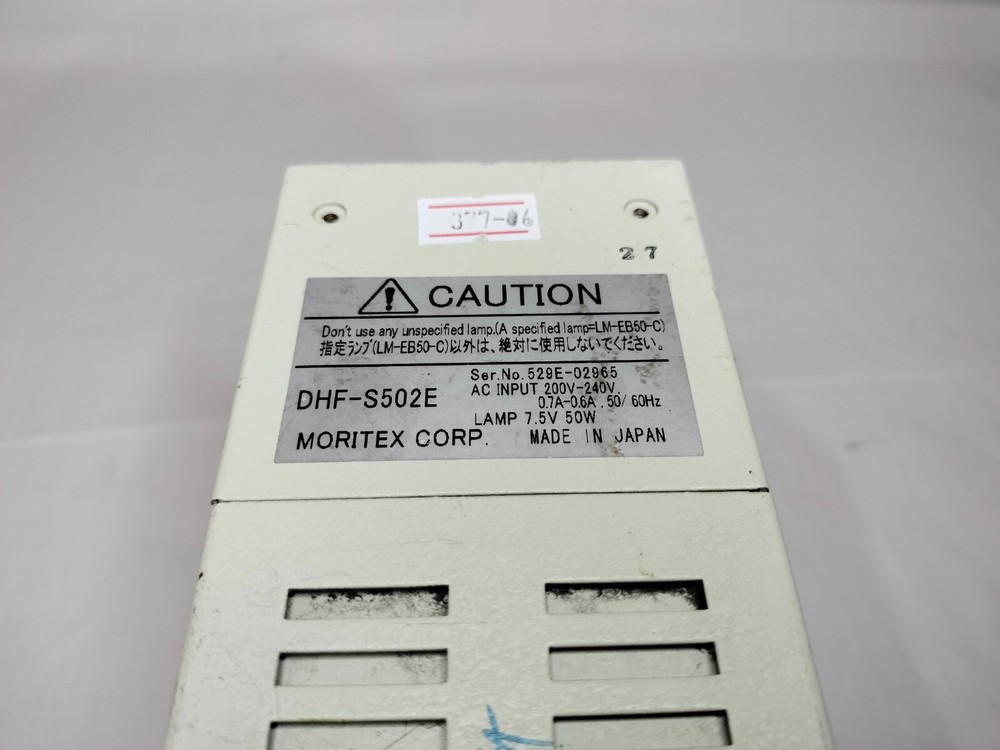 377-06
27
CAUTION
Don't use any unspecified lamp.(A specified lamp=LM-EB50-C)
指定ランプ(LM-EB50-C)以外は、絶対に使用しないでください。
Ser.No. 529E-02965
DHF-S502E AC INPUT 200V-240V
0.7A-0.6A . 50/60Hz
LAMP 7.5V 50W
MORITEX CORP. MADE IN JAPAN